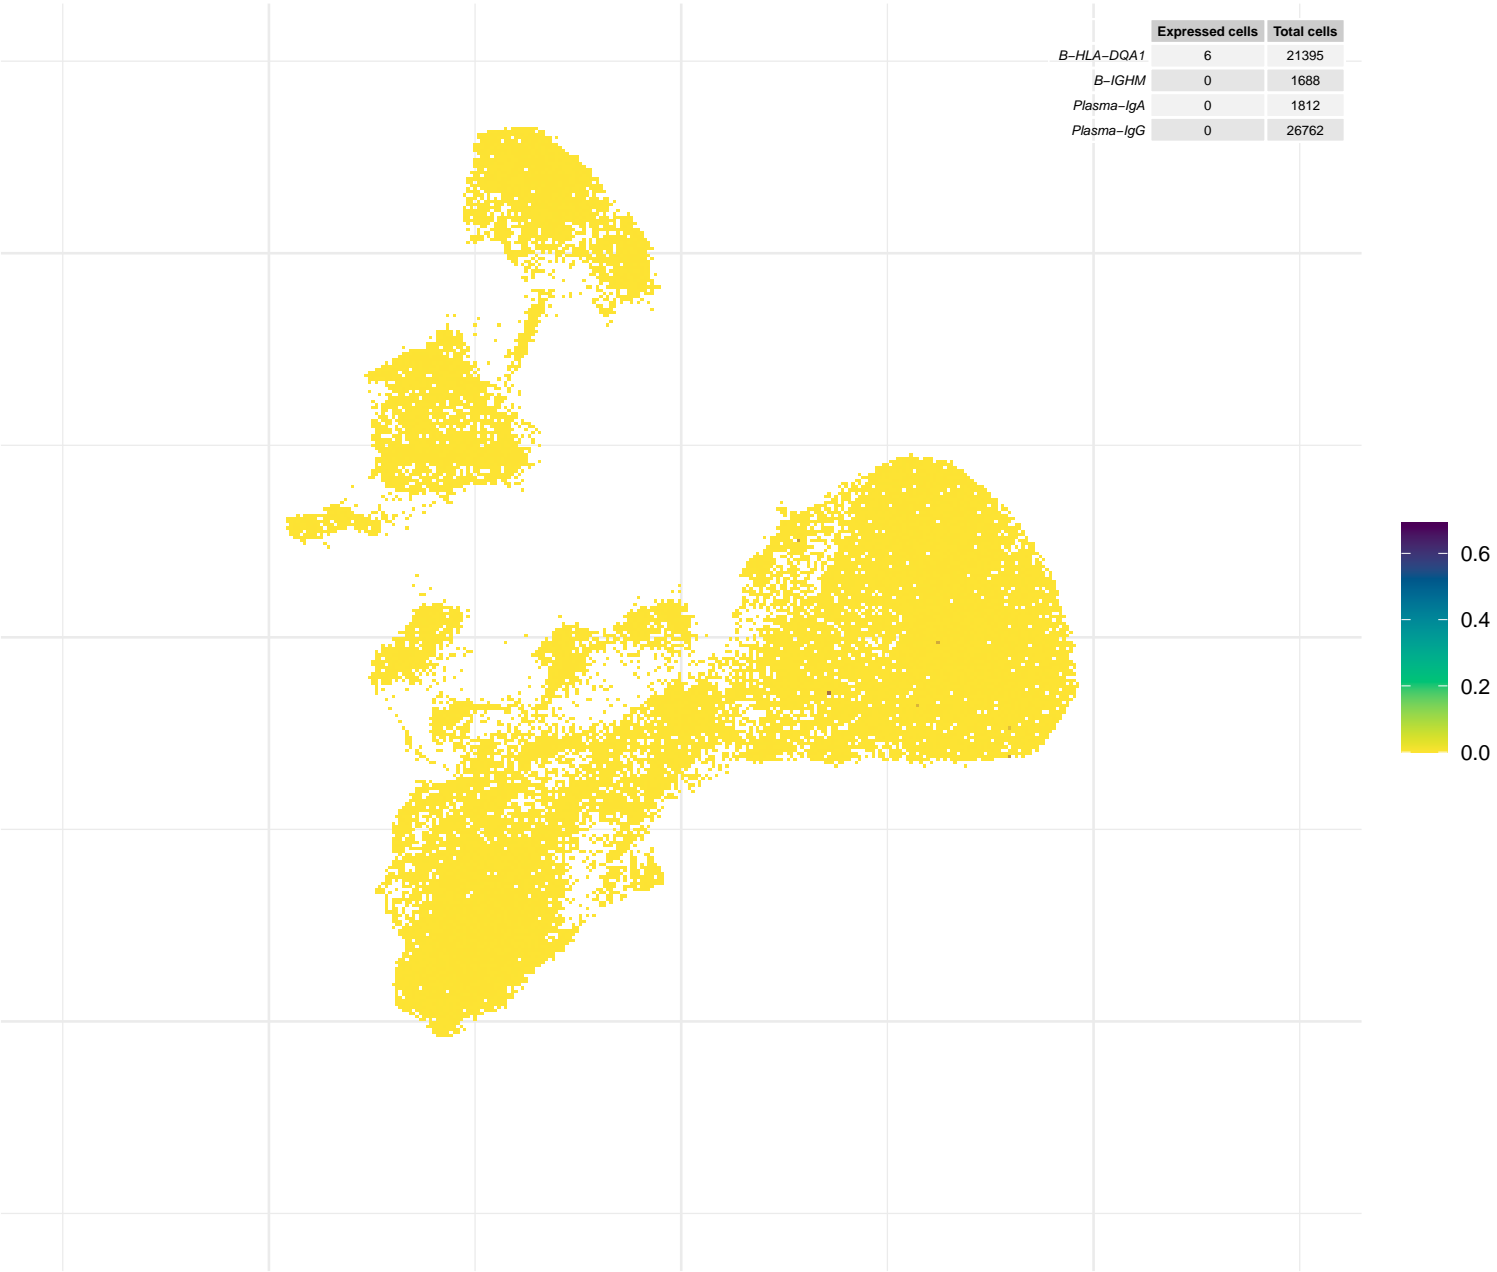 Expressed cells Total cells
B−HLA−DQA1 6 21395
B−IGHM 0 1688
Plasma−IgA 0 1812
Plasma−IgG 0 26762
0.6
0.4
0.2
0.0